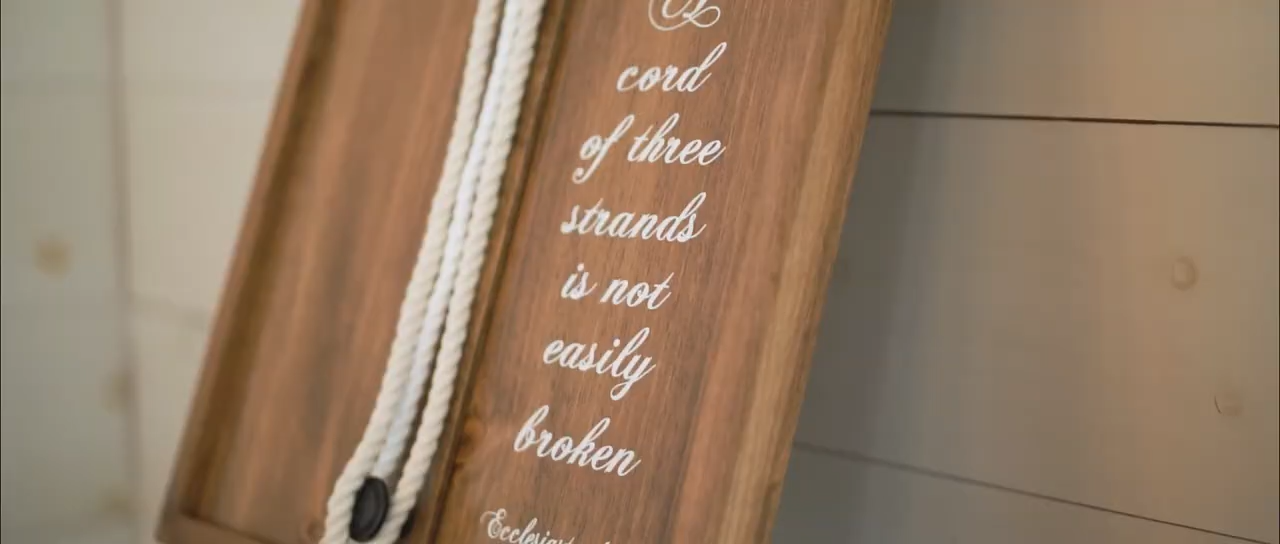 A
cord
of three
strands
is not
easily
broken